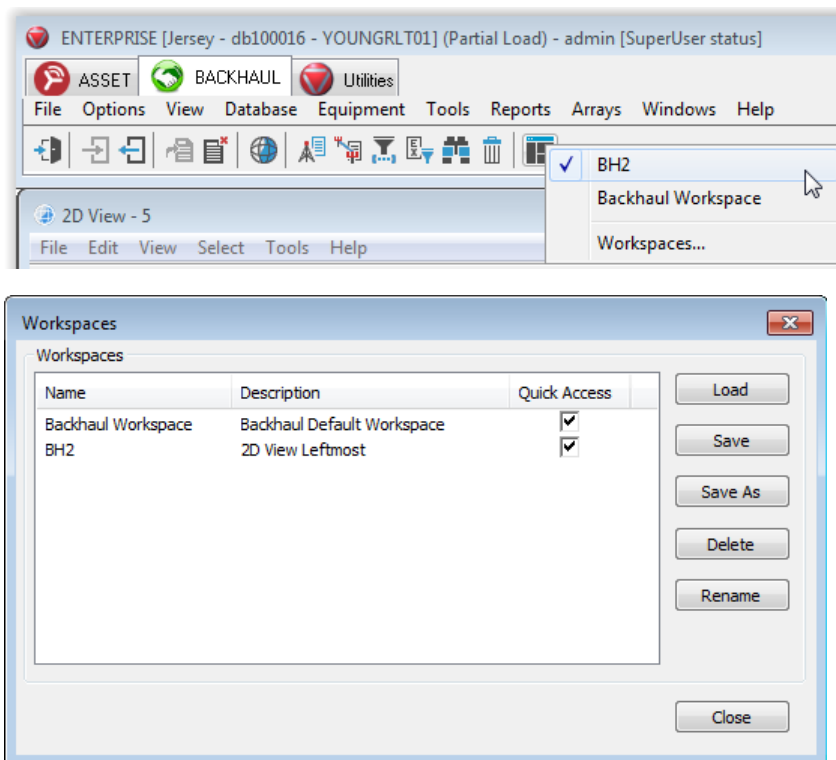 ENTERPRISE [Jersey - db100016 - YOUNGRLT01] (Partial Load) - admin [SuperUser status]
ASSET BACKHAUL Utilities
File Options View Database Equipment Tools Reports Arrays Windows Help
BH2
Backhaul Workspace
Workspaces...
2D View - 5
File Edit View Select Tools Help
Workspaces
Workspaces
Name Description Quick Access
Backhaul Workspace Backhaul Default Workspace
BH2 2D View Leftmost
Load
Save
Save As
Delete
Rename
Close